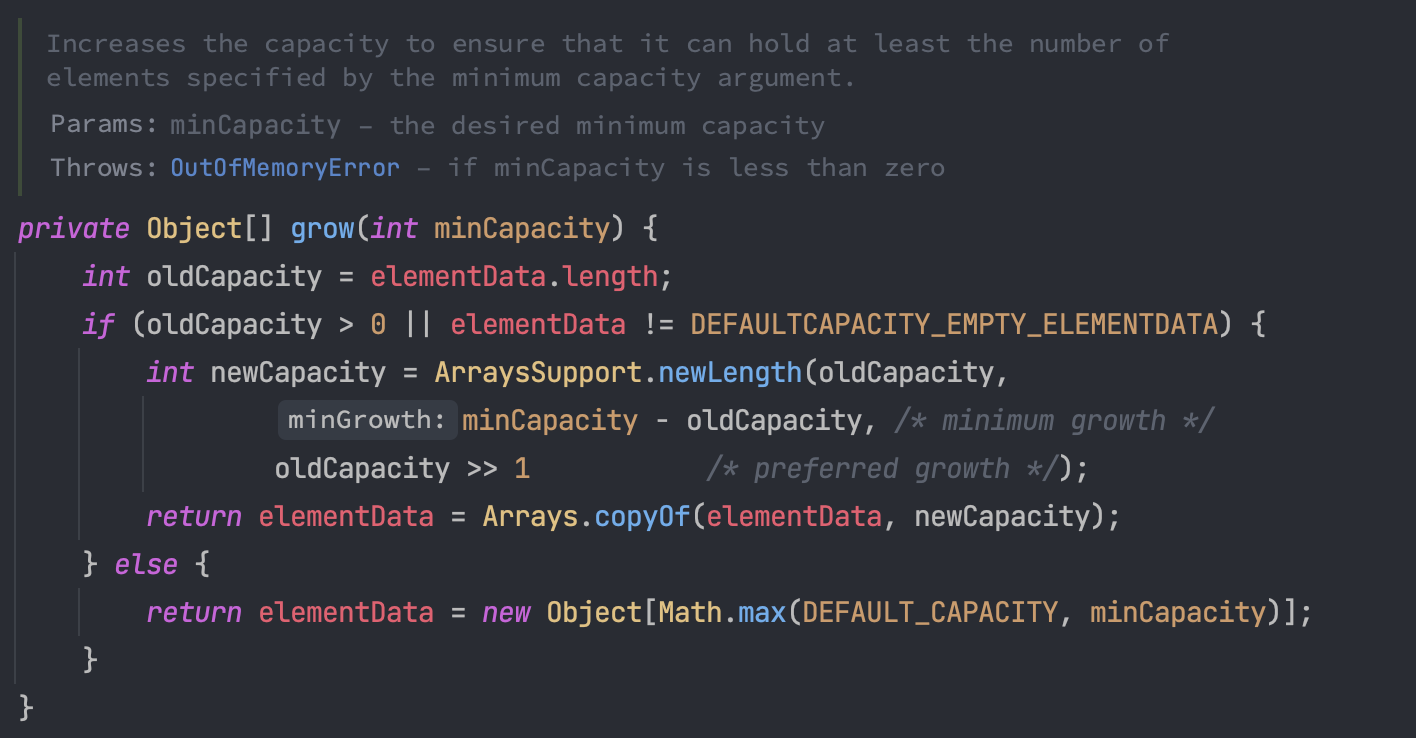 Increases the capacity to ensure that it can hold at least the number of
elements specified by the minimum capacity argument.
Params: minCapacity – the desired minimum capacity
Throws: OutOfMemoryError – if minCapacity is less than zero
private Object[] grow(int minCapacity) {
    int oldCapacity = elementData.length;
    if (oldCapacity > 0 || elementData != DEFAULTCAPACITY_EMPTY_ELEMENTDATA) {
        int newCapacity = ArraysSupport.newLength(oldCapacity,
                minGrowth: minCapacity - oldCapacity, /* minimum growth */
                oldCapacity >> 1           /* preferred growth */);
        return elementData = Arrays.copyOf(elementData, newCapacity);
    } else {
        return elementData = new Object[Math.max(DEFAULT_CAPACITY, minCapacity)];
    }
}